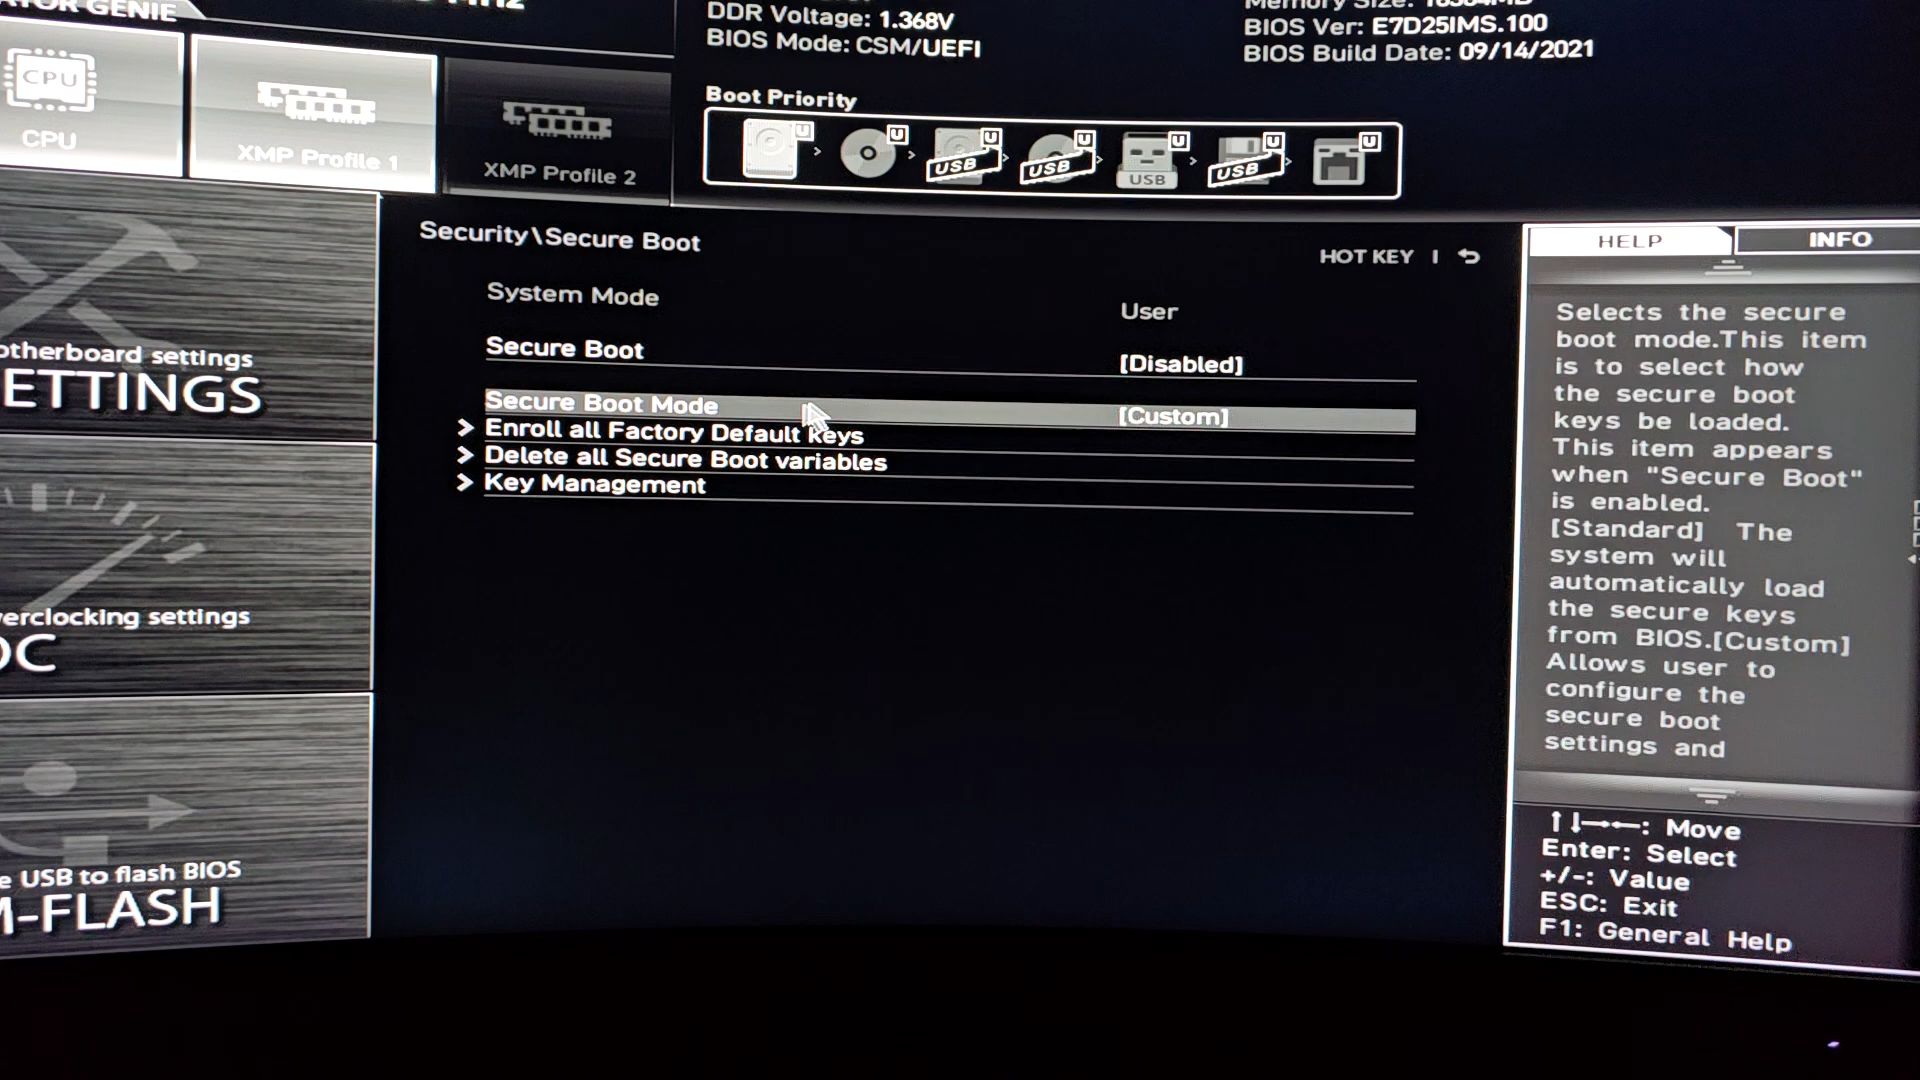 GENIE
DDR Voltage: 1.368V
BIOS Mode: CSM/UEFI
BIOS Ver: E7D25IMS.100
BIOS Build Date: 09/14/2021
CPU
CPU
XMP Profile 1
XMP Profile 2
Boot Priority
U U U U U U U
USB USB USB USB
Security\Secure Boot
HOT KEY |
HELP
INFO
System Mode User
Secure Boot [Disabled]
Secure Boot Mode [Custom]
> Enroll all Factory Default keys
> Delete all Secure Boot variables
> Key Management
otherboard settings
ETTINGS
verclocking settings
OC
e USB to flash BIOS
M-FLASH
Selects the secure
boot mode.This item
is to select how
the secure boot
keys be loaded.
This item appears
when "Secure Boot"
is enabled.
[Standard] The
system will
automatically load
the secure keys
from BIOS.[Custom]
Allows user to
configure the
secure boot
settings and
↑↓→←: Move
Enter: Select
+/-: Value
ESC: Exit
F1: General Help